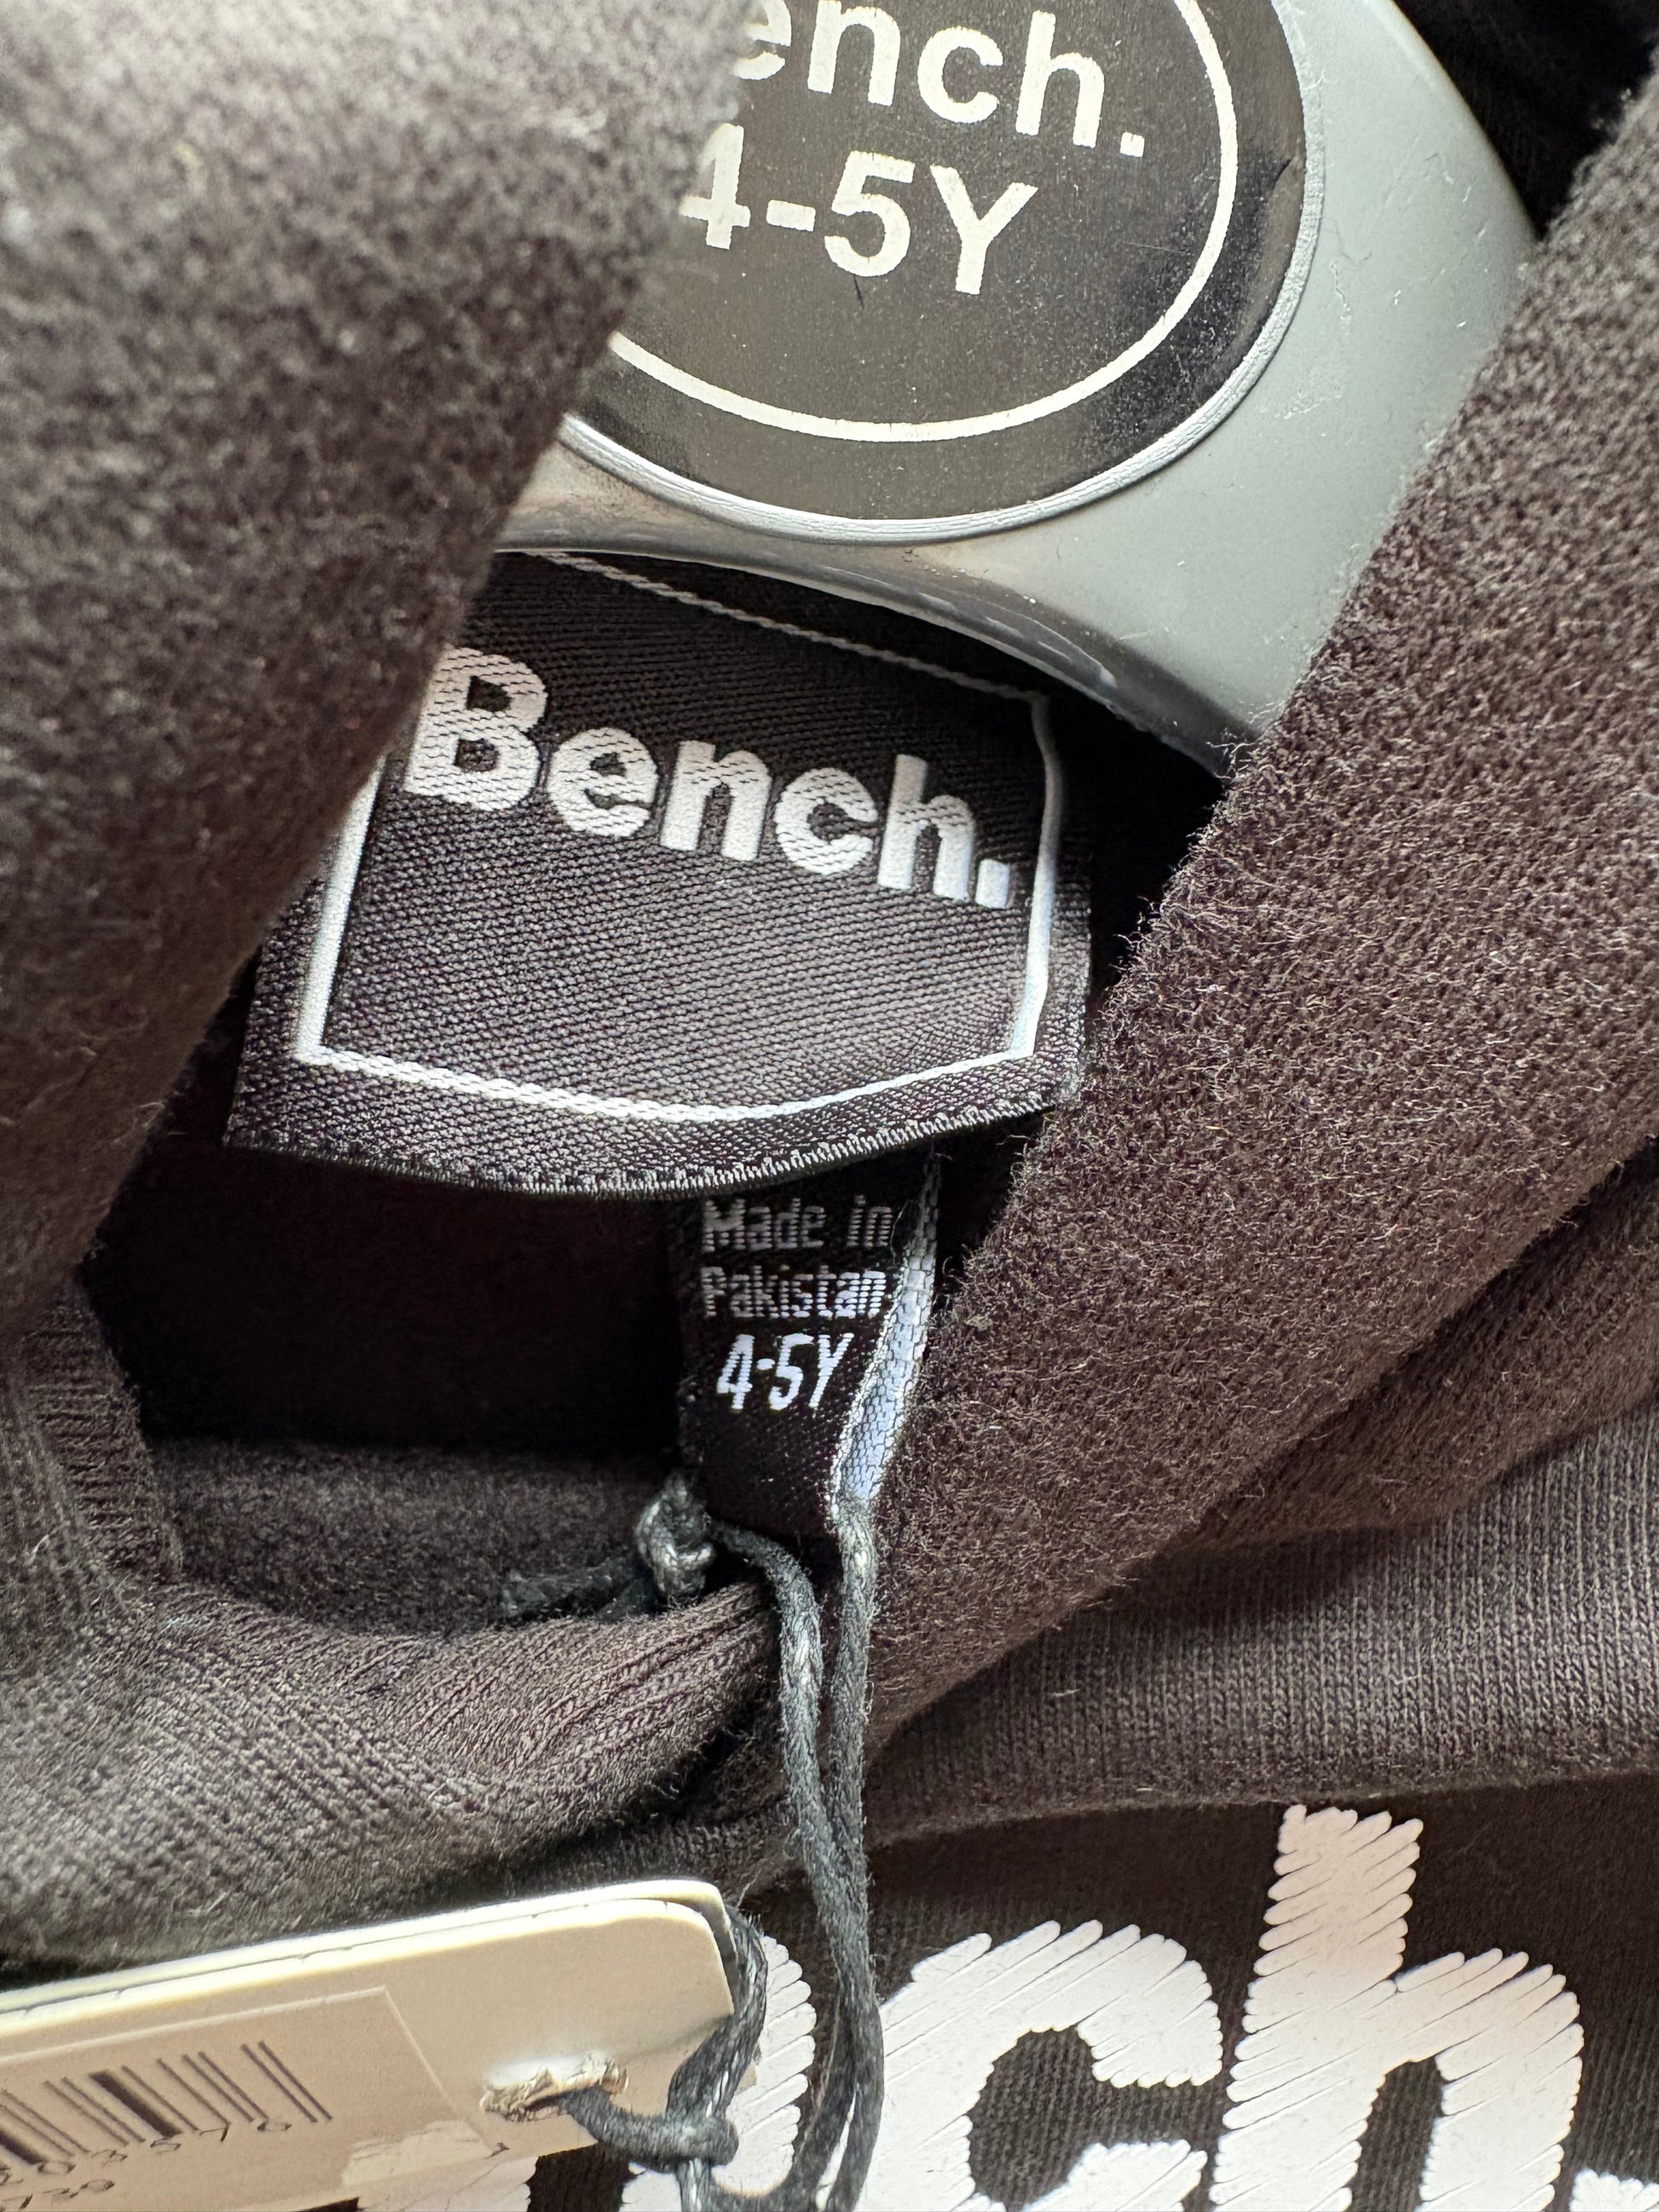 ench.
4-5Y
Bench.
Made in
Pakistan
4-5Y
ch.